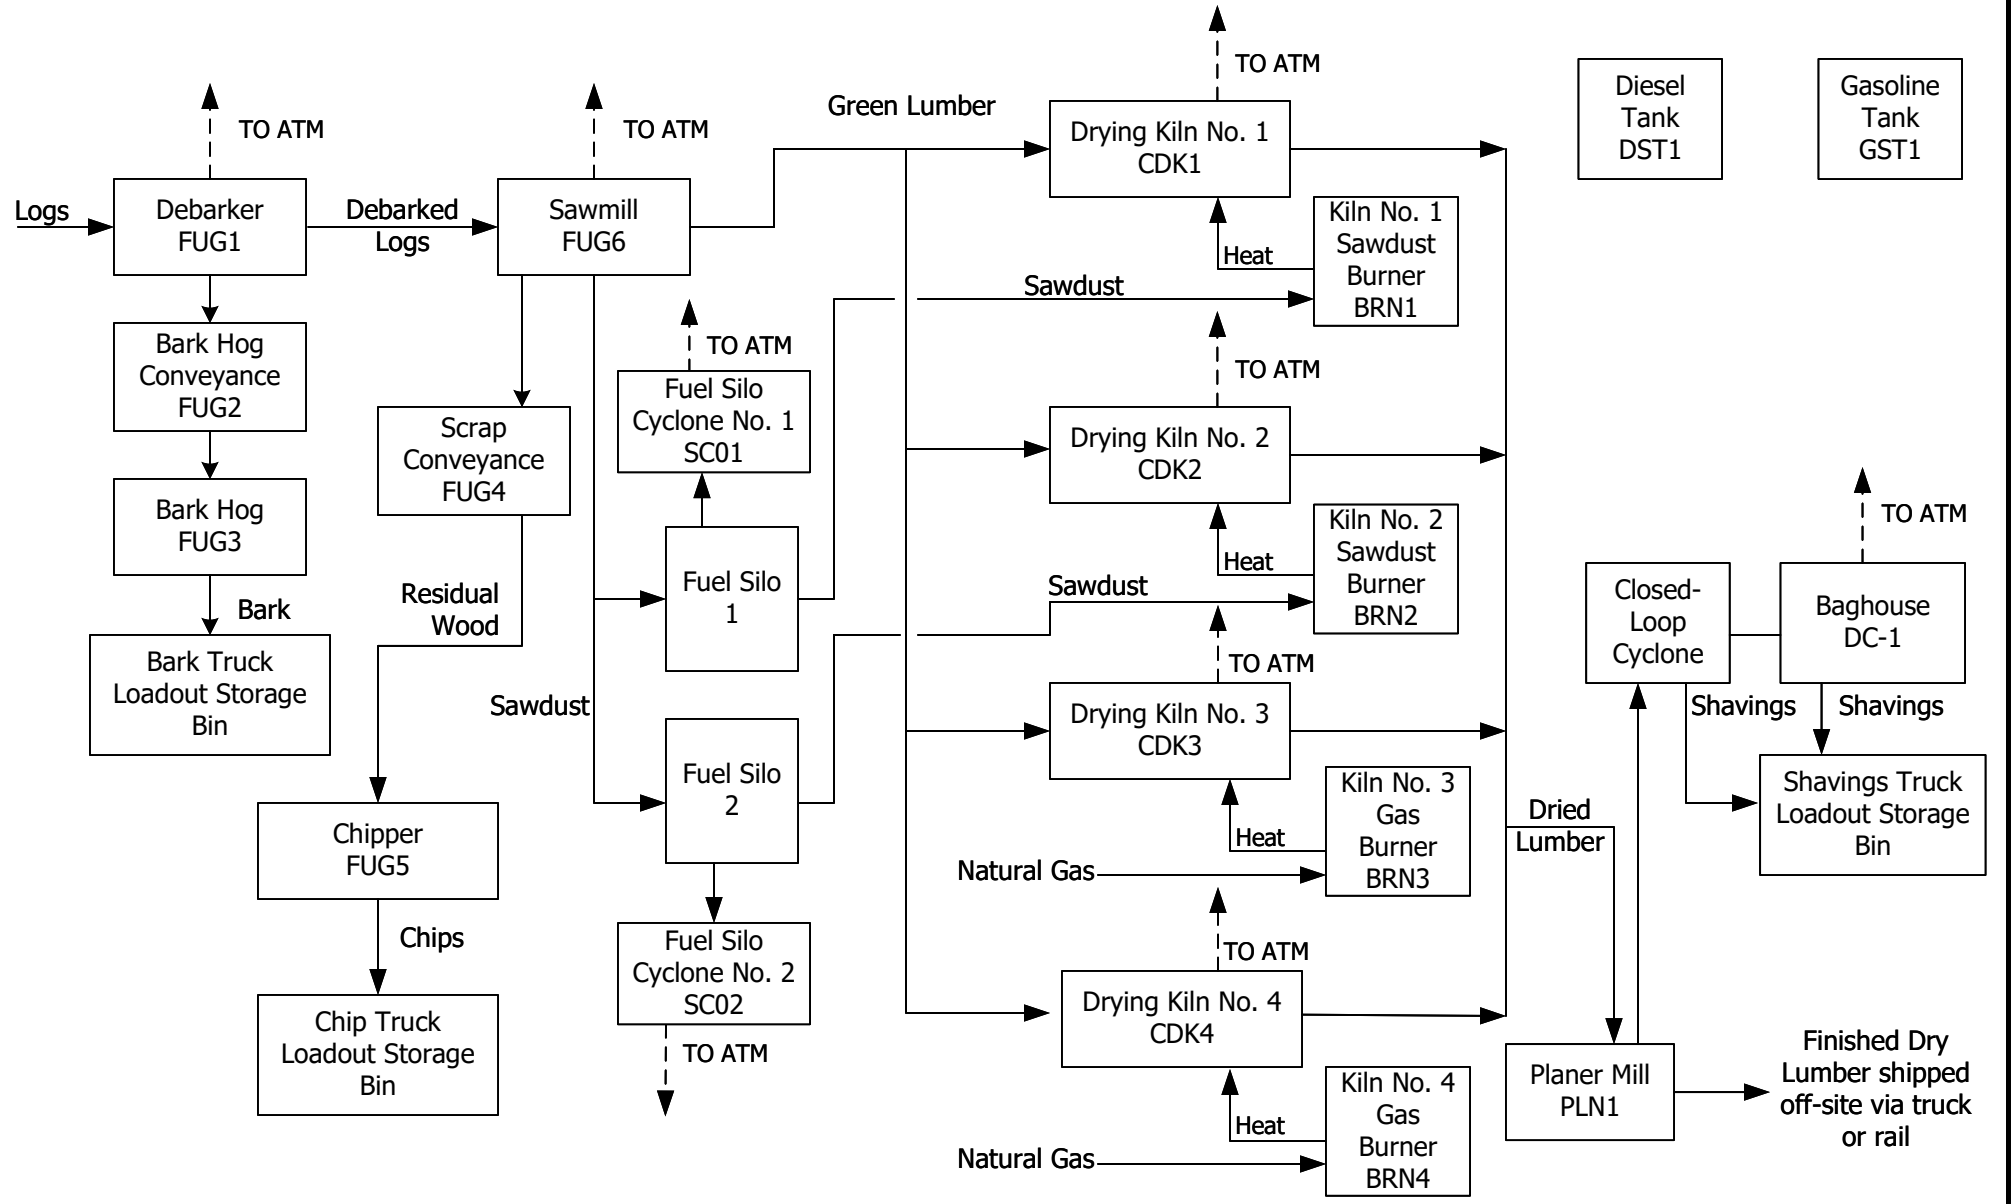 TO ATM
Logs
Debarker
FUG1
Debarked
Logs
TO ATM
Sawmill
FUG6
Green Lumber
TO ATM
Drying Kiln No. 1
CDK1
Kiln No. 1
Sawdust
Burner
BRN1
Heat
Sawdust
Diesel
Tank
DST1
Gasoline
Tank
GST1
Bark Hog
Conveyance
FUG2
Bark Hog
FUG3
Bark
Bark Truck
Loadout Storage
Bin
Scrap
Conveyance
FUG4
Residual
Wood
Chipper
FUG5
Chips
Chip Truck
Loadout Storage
Bin
TO ATM
Fuel Silo
Cyclone No. 1
SC01
Fuel Silo
1
Sawdust
Fuel Silo
2
Fuel Silo
Cyclone No. 2
SC02
TO ATM
TO ATM
Drying Kiln No. 2
CDK2
Kiln No. 2
Sawdust
Burner
BRN2
Heat
Sawdust
TO ATM
Drying Kiln No. 3
CDK3
Kiln No. 3
Gas
Burner
BRN3
Heat
Natural Gas
TO ATM
Drying Kiln No. 4
CDK4
Kiln No. 4
Gas
Burner
BRN4
Heat
Natural Gas
Dried
Lumber
Planer Mill
PLN1
Closed-
Loop
Cyclone
TO ATM
Baghouse
DC-1
Shavings
Shavings
Shavings Truck
Loadout Storage
Bin
Finished Dry
Lumber shipped
off-site via truck
or rail